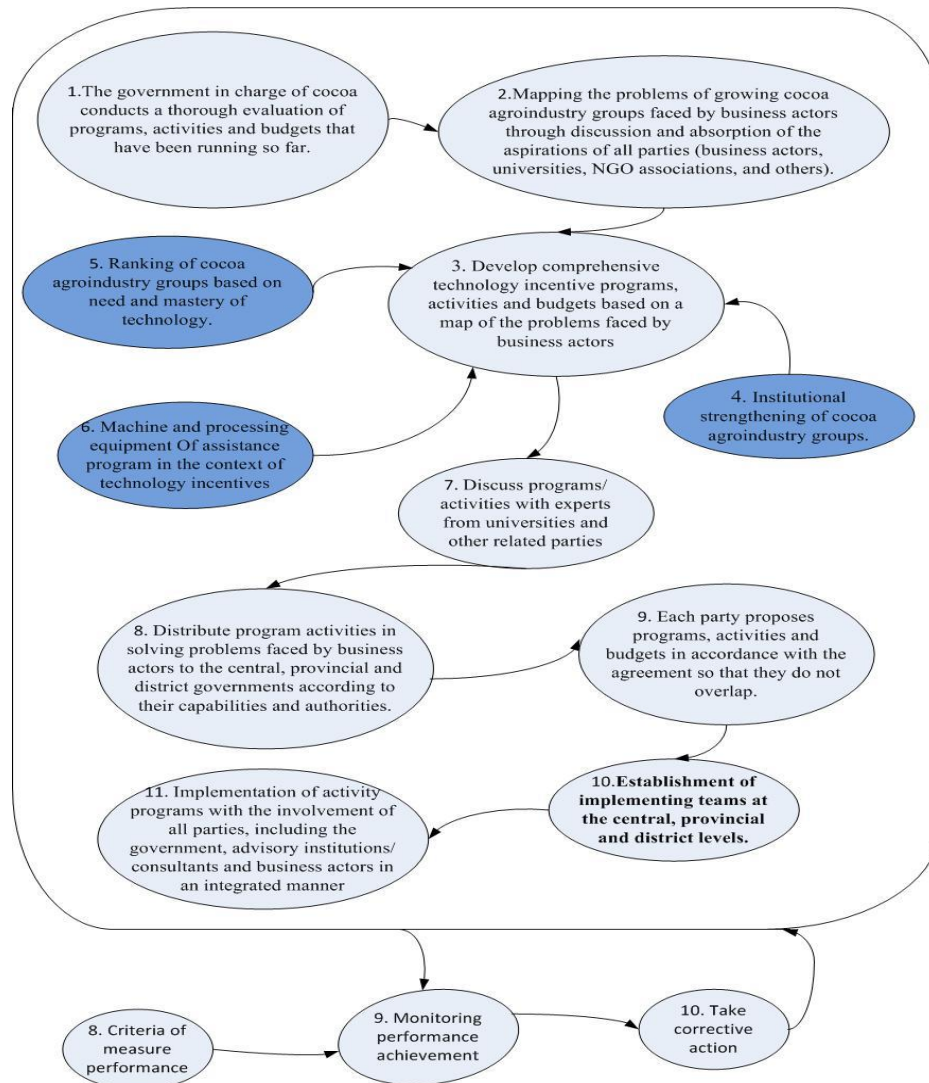 1.The government in charge of cocoa
conducts a thorough evaluation of
programs, activities and budgets that
have been running so far.
2.Mapping the problems of growing cocoa
agroindustry groups faced by business actors
through discussion and absorption of the
aspirations of all parties (business actors,
universities, NGO associations, and others).
5. Ranking of cocoa
agroindustry groups based on
need and mastery of
technology.
3. Develop comprehensive
technology incentive programs,
activities and budgets based on a
map of the problems faced by
business actors
4. Institutional
strengthening of cocoa
agroindustry groups.
6. Machine and processing
equipment Of assistance
program in the context of
technology incentives
7. Discuss programs/
activities with experts
from universities and
other related parties
8. Distribute program activities in
solving problems faced by business
actors to the central, provincial and
district governments according to
their capabilities and authorities.
9. Each party proposes
programs, activities and
budgets in accordance with the
agreement so that they do not
overlap.
10.Establishment of
implementing teams at
the central, provincial
and district levels.
11. Implementation of activity
programs with the involvement of
all parties, including the
government, advisory institutions/
consultants and business actors in
an integrated manner
8. Criteria of
measure
performance
9. Monitoring
performance
achievement
10. Take
corrective
action